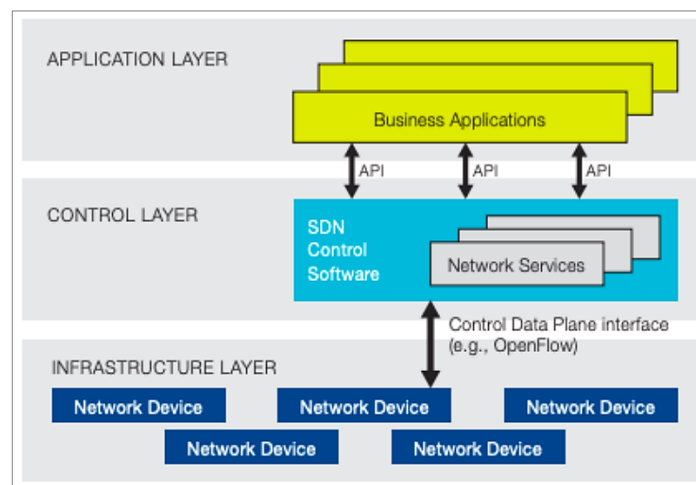 APPLICATION LAYER
Business Applications
API
API
API
CONTROL LAYER
SDN
Control
Software
Network Services
Control Data Plane interface
(e.g., OpenFlow)
INFRASTRUCTURE LAYER
Network Device
Network Device
Network Device
Network Device
Network Device